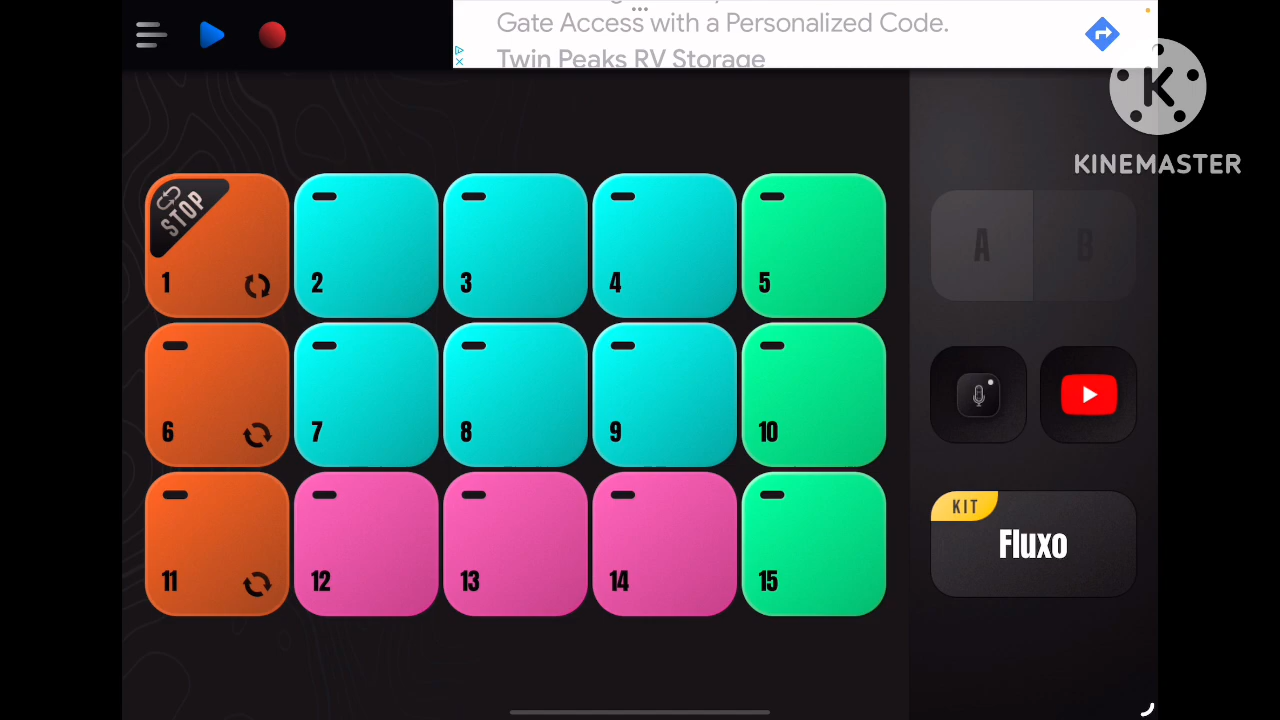 Gate Access with a Personalized Code.
Twin Peaks RV Storage
K
KINEMASTER
STOP
1
2
3
4
5
A
B
6
7
8
9
10
KIT
Fluxo
11
12
13
14
15